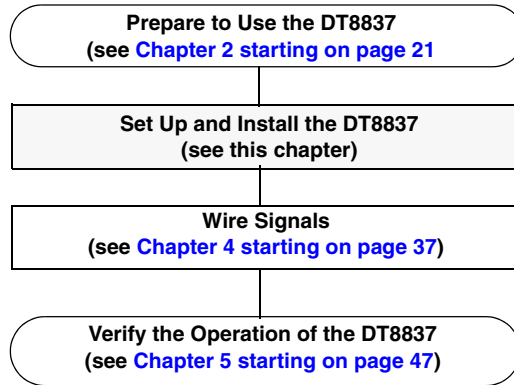 Prepare to Use the DT8837
(see Chapter 2 starting on page 21
Set Up and Install the DT8837
(see this chapter)
Wire Signals
(see Chapter 4 starting on page 37)
Verify the Operation of the DT8837
(see Chapter 5 starting on page 47)